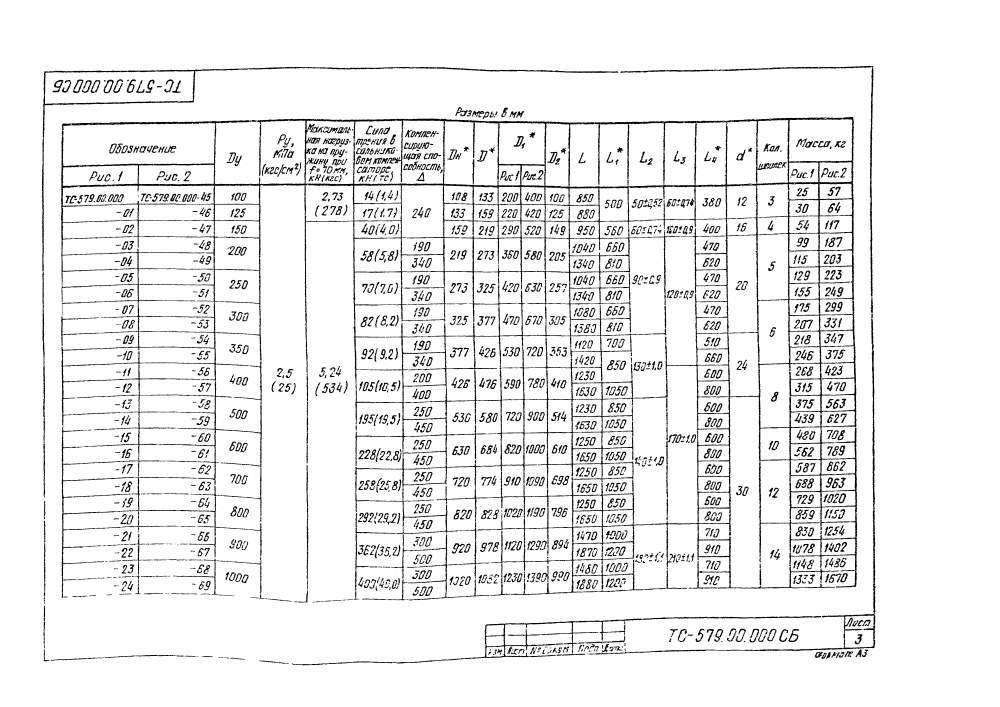 ТС-579.00.000СБ
Размеры в мм
Обозначение Dу Ру, мПа (кгс/см²) Максимальная нагрузка на пружину при f=70мм, кН(кгс) Сила трения в сальниковом компенсаторе, кН(тс) Компенсирующая способность, Δ Dн* D* D₁* D₂* L L₁* L₂ L₃ L₄* d* Кол. шпилек Масса, кг
Рис. 1 Рис. 2 Рис.1 Рис.2 Рис.1 Рис.2
ТС-579.00.000 ТС-579.00.000-45 100 2,5 (25) 2,73 (278) 14(1,4) 240 108 133 200 400 100 850 500 50±0,52 60±0,74 380 12 3 25 57
-01 -46 125 17(1,7) 133 159 220 420 125 880 30 64
-02 -47 150 5,24 (534) 40(4,0) 159 219 290 520 149 950 560 60±0,74 160±0,9 400 16 4 54 117
-03 -48 200 58(5,8) 190 219 273 360 580 205 1040 660 90±0,9 120±0,9 470 20 5 99 187
-04 -49 340 1340 810 620 115 203
-05 -50 250 70(7,0) 190 273 325 420 630 257 1040 660 470 129 223
-06 -51 340 1340 810 620 155 249
-07 -52 300 82(8,2) 190 325 377 470 670 305 1080 660 470 6 175 299
-08 -53 340 1380 810 620 207 331
-09 -54 350 92(9,2) 190 377 426 530 720 353 1120 700 130±1,0 510 24 218 347
-10 -55 340 1420 850 660 246 375
-11 -56 400 105(10,5) 200 426 476 590 780 410 1230 170±1,0 600 8 268 423
-12 -57 400 1630 1050 800 315 470
-13 -58 500 195(19,5) 250 530 580 720 900 514 1230 850 600 30 375 563
-14 -59 450 1630 1050 800 439 627
-15 -60 600 228(22,8) 250 630 684 820 1000 610 1250 850 600 10 480 708
-16 -61 450 1650 1050 800 562 789
-17 -62 700 258(25,8) 250 720 774 910 1090 698 1250 850 600 12 587 862
-18 -63 450 1650 1050 800 688 963
-19 -64 800 292(29,2) 250 820 828 1020 1190 796 1250 850 600 729 1020
-20 -65 450 1650 1050 800 859 1150
-21 -66 900 362(36,2) 300 920 978 1120 1290 894 1470 1000 210±1,1 710 14 830 1254
-22 -67 500 1870 1200 910 1078 1402
-23 -68 1000 400(40,0) 300 1020 1082 1230 1390 990 1480 1000 710 1148 1486
-24 -69 500 1880 1200 910 1333 1670
ТС-579.00.000СБ Лист
3
Изм Лист № докум Подп Дата
Формат А3